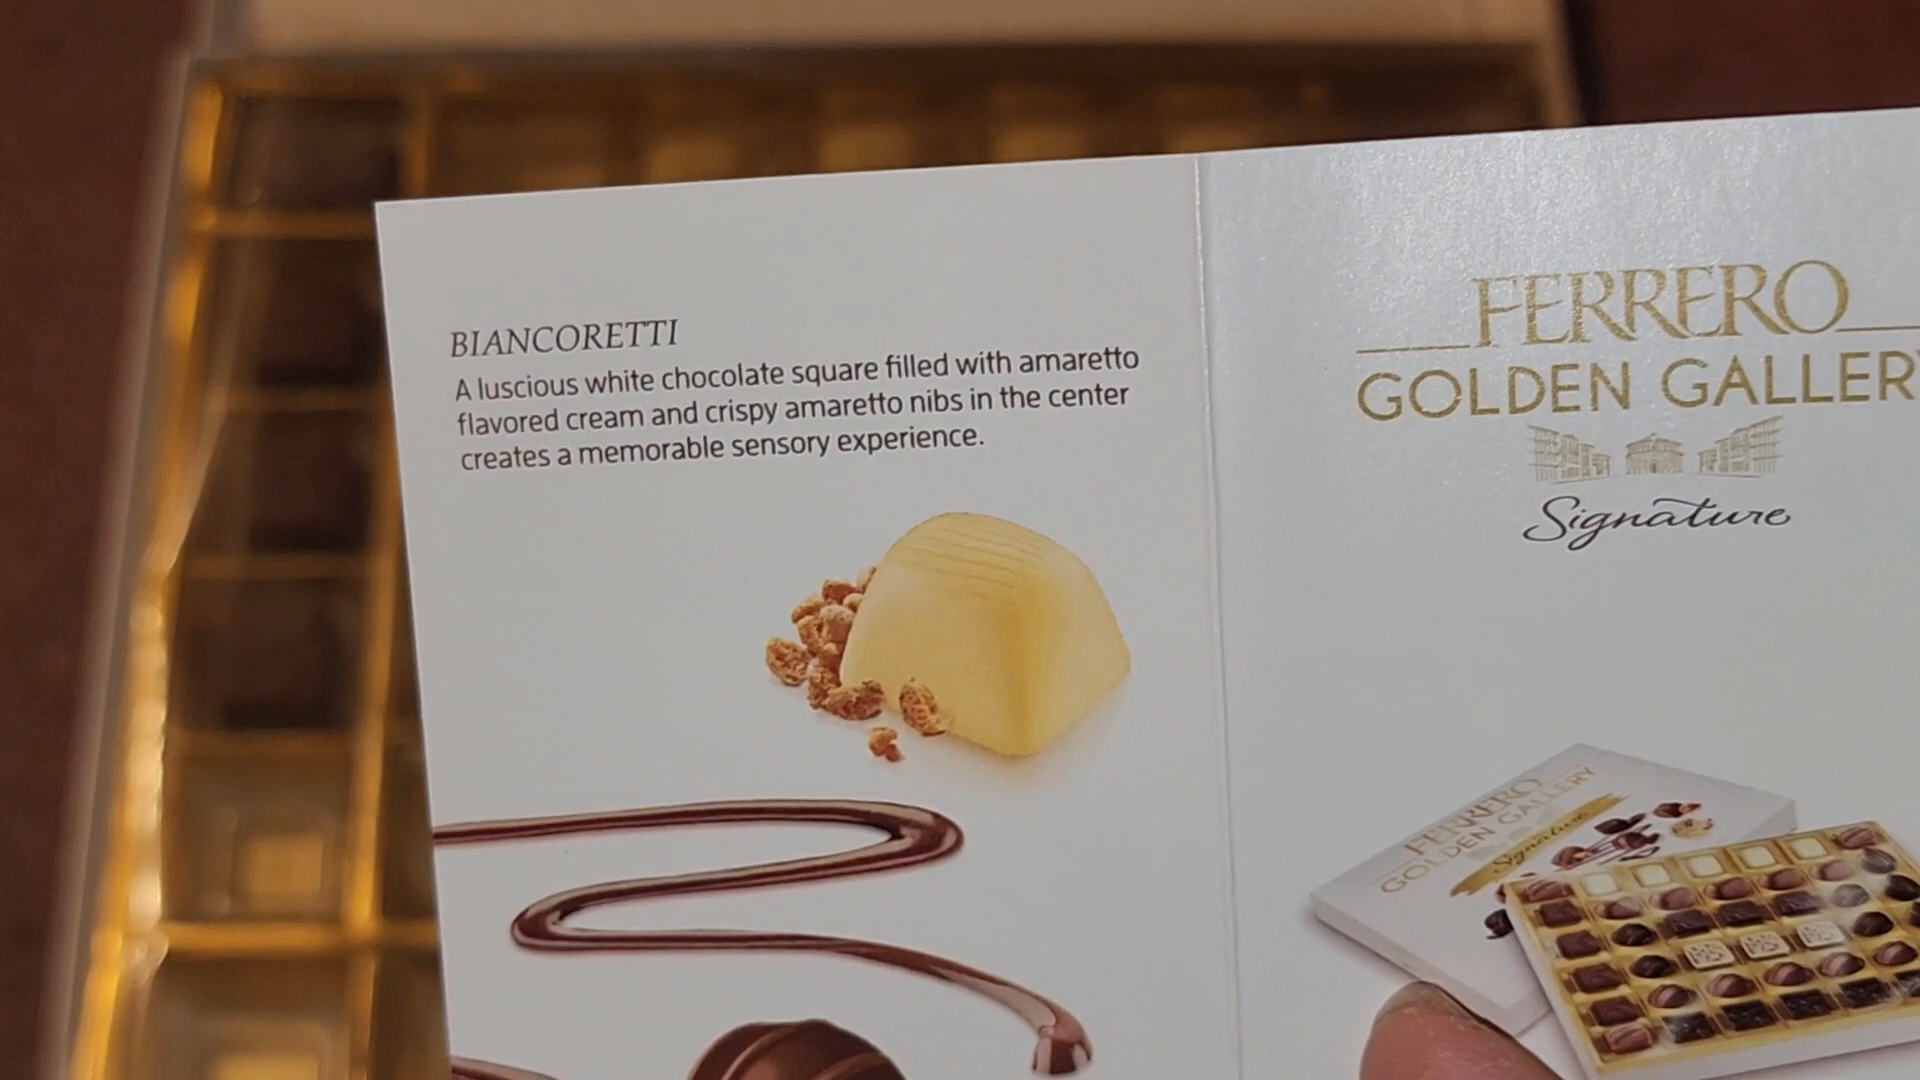 BIANCORETTI
A luscious white chocolate square filled with amaretto
flavored cream and crispy amaretto nibs in the center
creates a memorable sensory experience.
FERRERO
GOLDEN GALLERY
Signature
FERRERO
GOLDEN GALLERY
Signature